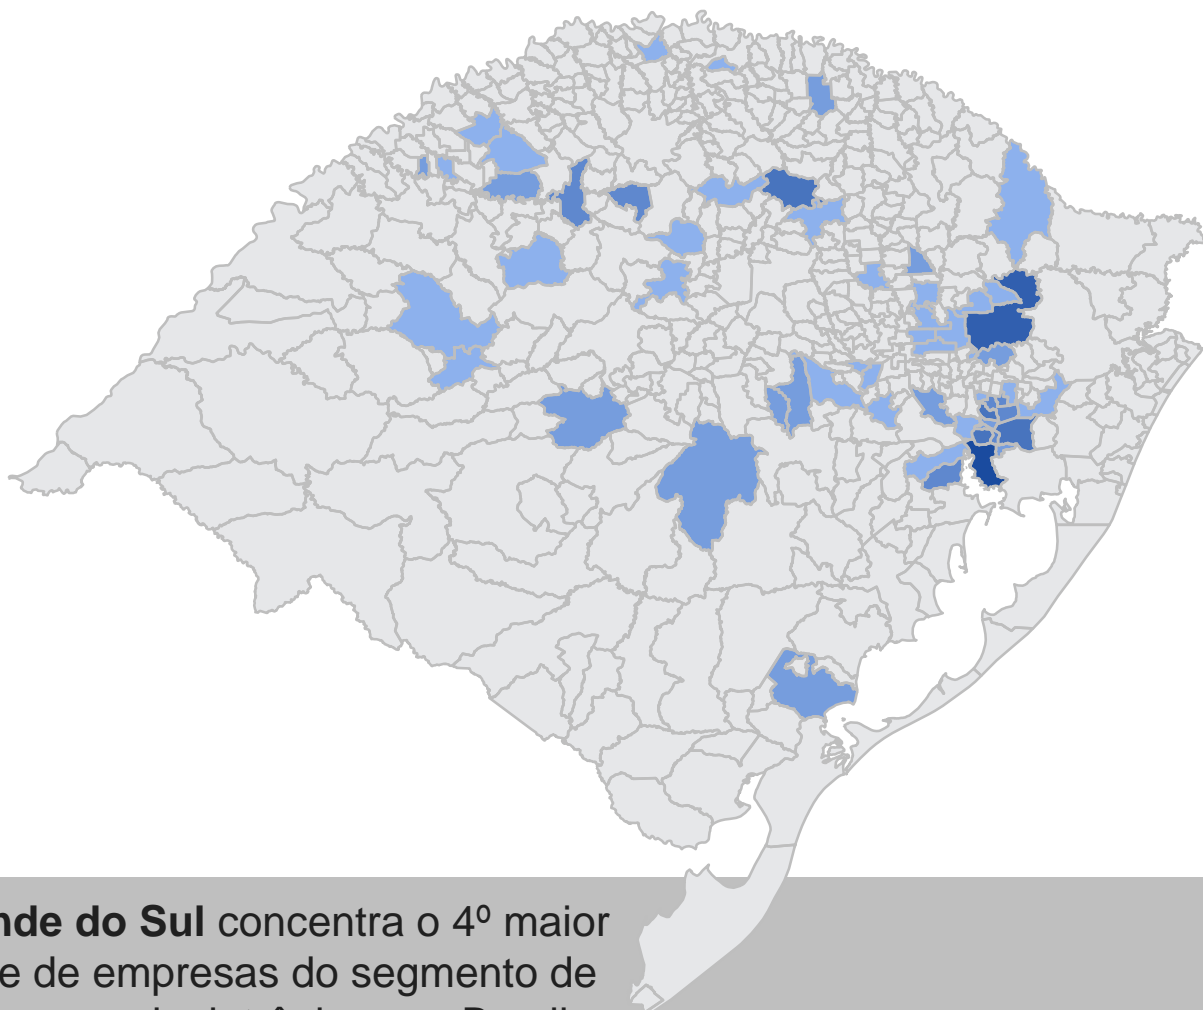 nde do Sul concentra o 4º maior
e de empresas do segmento de